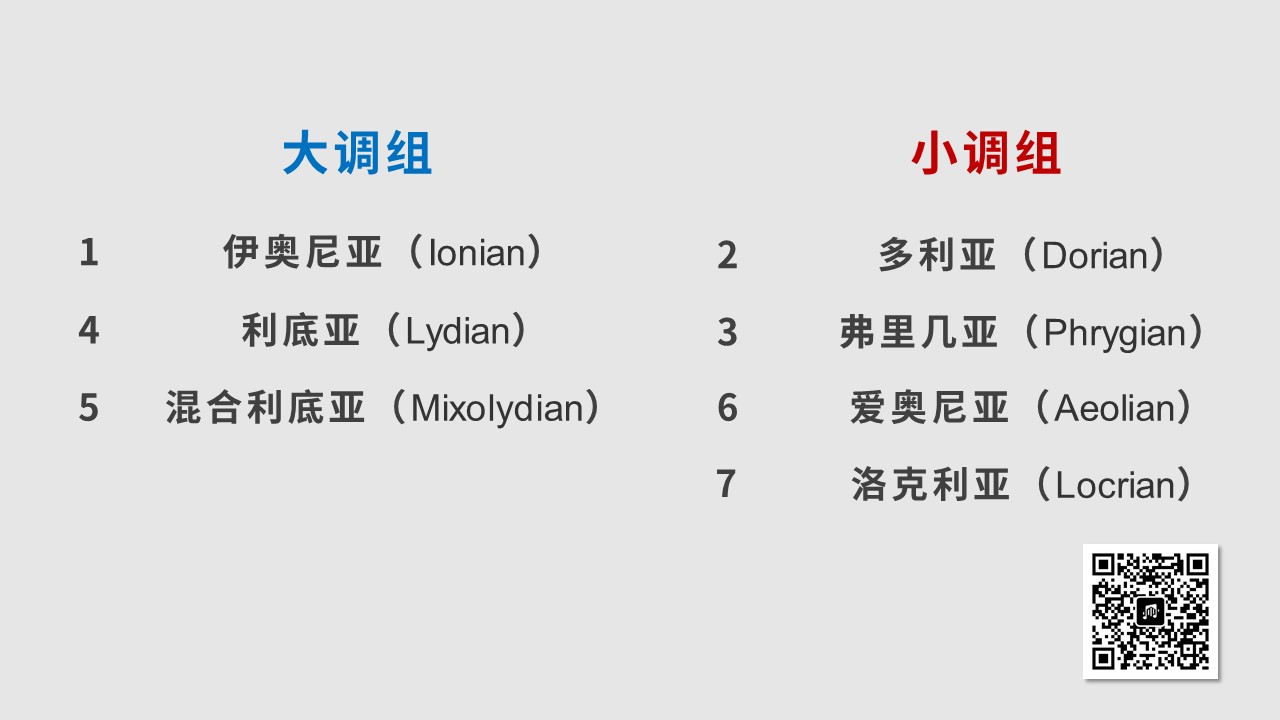 大调组
1 伊奥尼亚（Ionian）
4 利底亚（Lydian）
5 混合利底亚（Mixolydian）
小调组
2 多利亚（Dorian）
3 弗里几亚（Phrygian）
6 爱奥尼亚（Aeolian）
7 洛克利亚（Locrian）